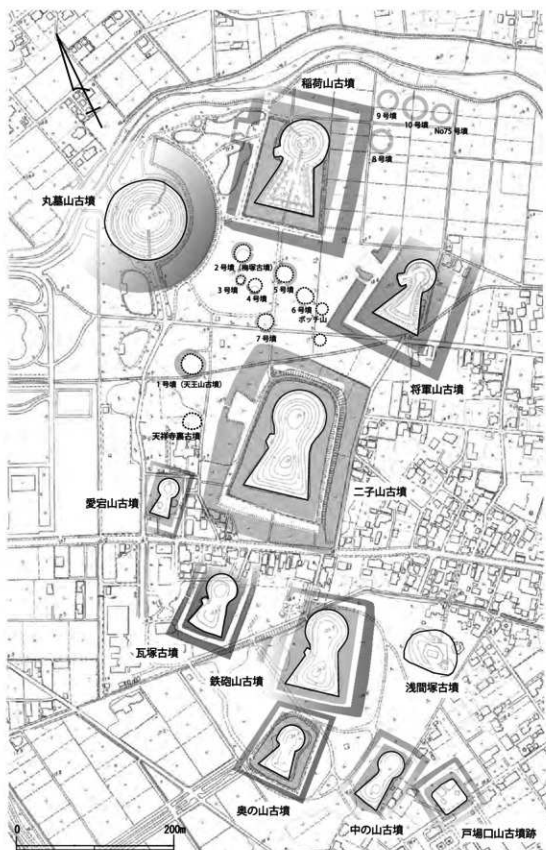 稲荷山古墳
9号墳
10号墳
No75号墳
8号墳
丸墓山古墳
2号墳（梅塚古墳）
3号墳
4号墳
5号墳
6号墳
ボッチ山
7号墳
将軍山古墳
1号墳（天王山古墳）
天祥寺裏古墳
二子山古墳
愛宕山古墳
瓦塚古墳
鉄砲山古墳
浅間塚古墳
奥の山古墳
中の山古墳
戸場口山古墳跡
0
200m